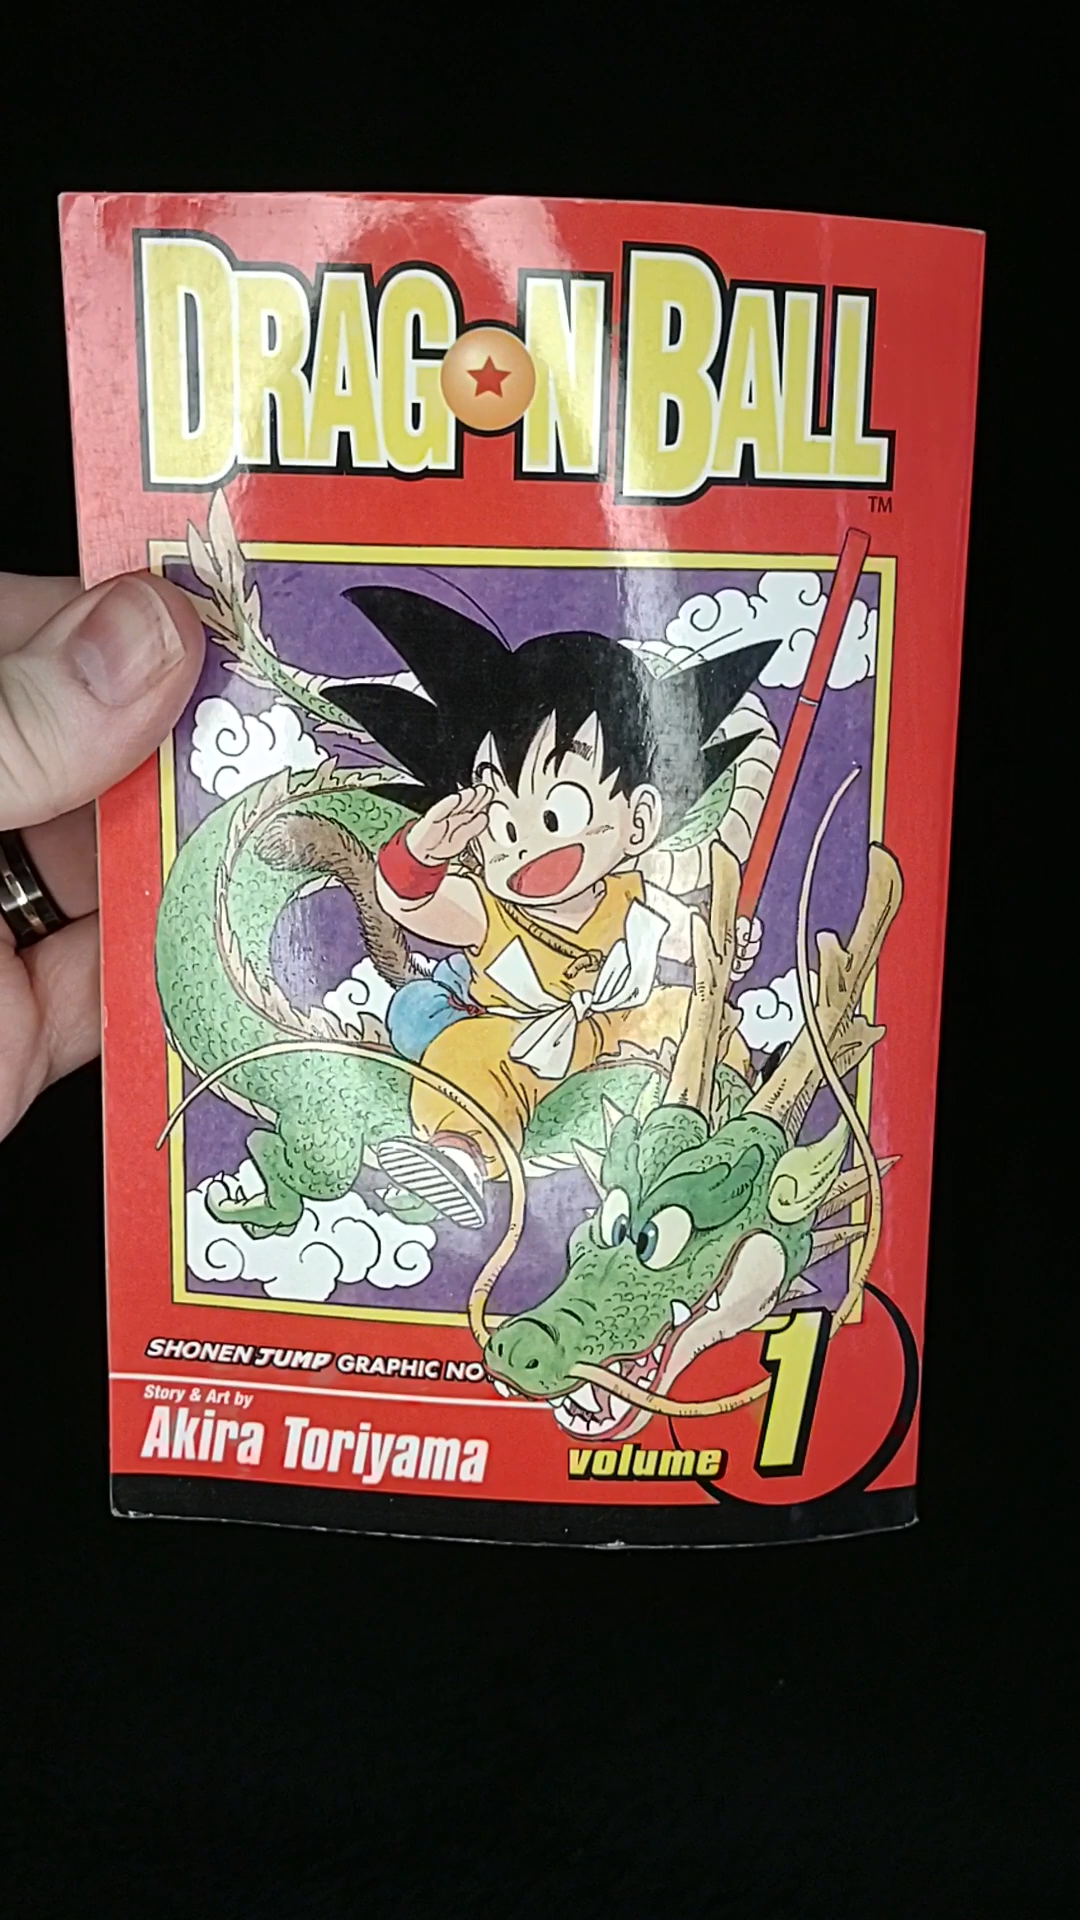 DRAGON BALL
TM
SHONEN JUMP GRAPHIC NO
Story & Art by
Akira Toriyama
volume 1